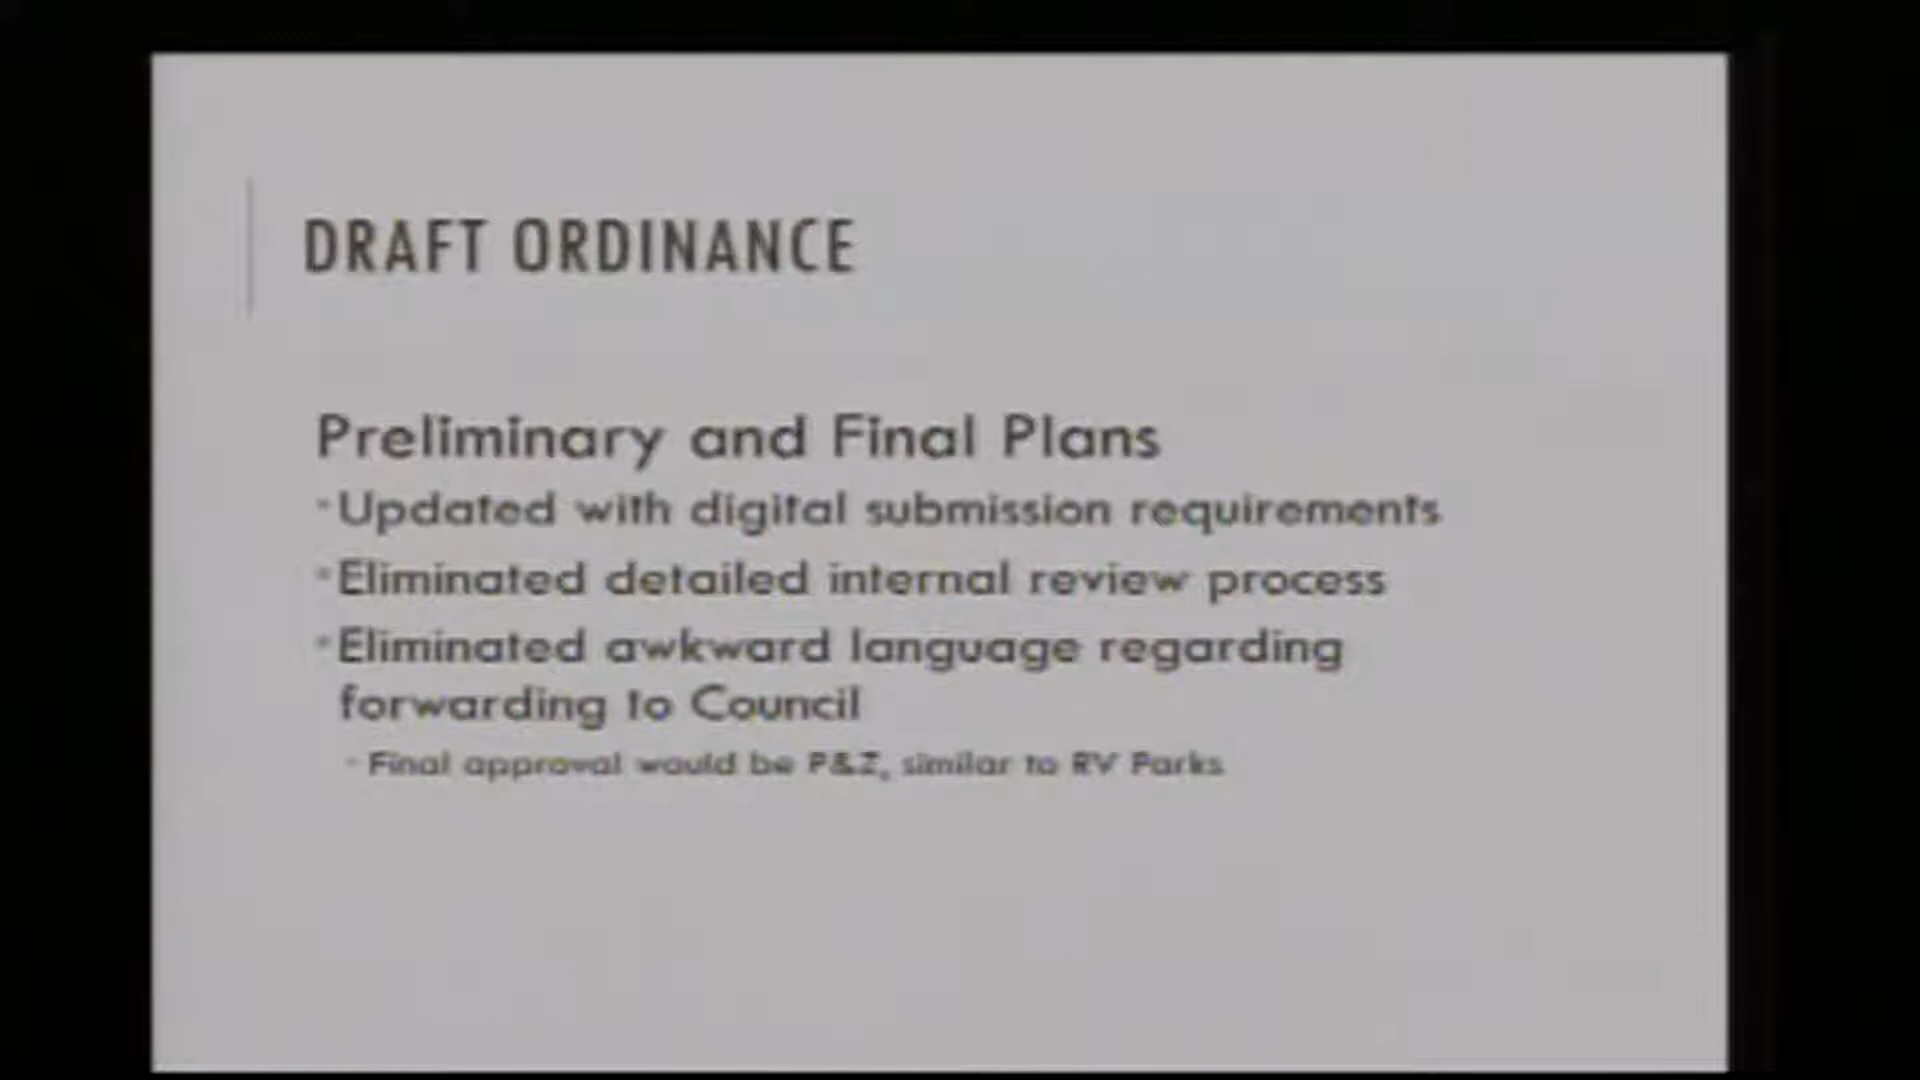 DRAFT ORDINANCE
Preliminary and Final Plans
•Updated with digital submission requirements
•Eliminated detailed internal review process
•Eliminated awkward language regarding
forwarding to Council
• Final approval would be P&Z, similar to RV Parks